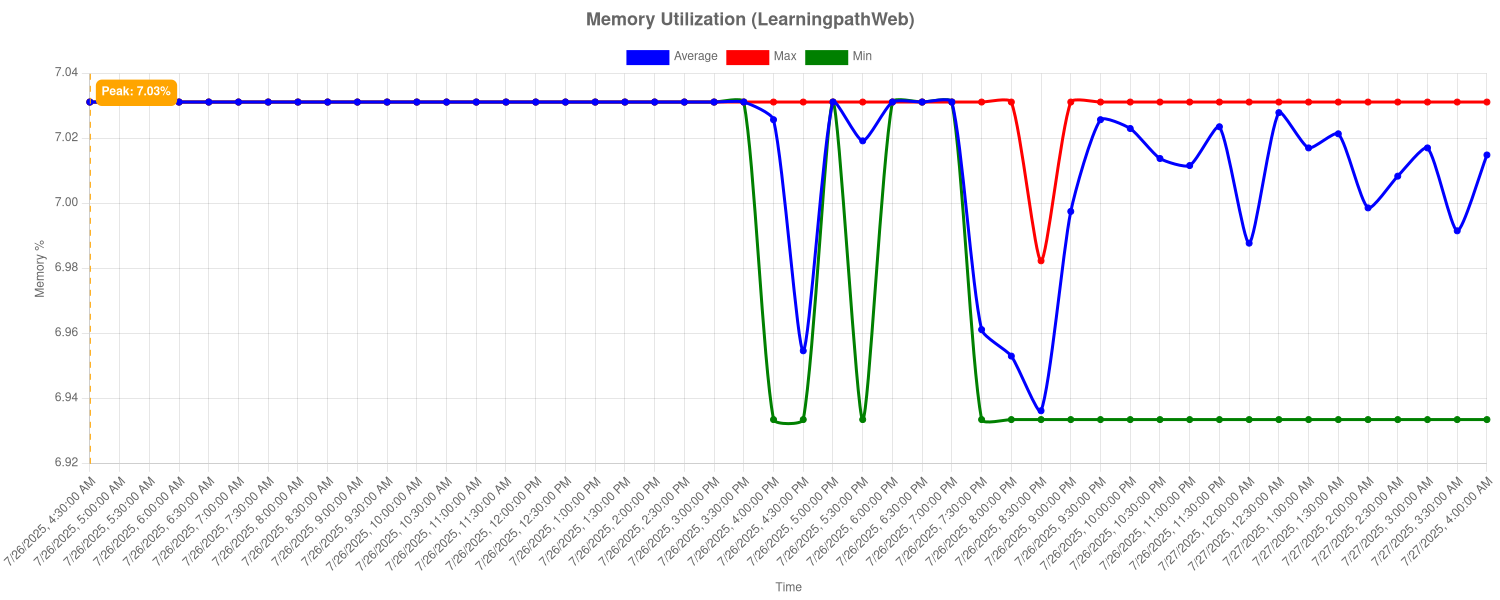 Memory Utilization (LearningpathWeb)
Average Max Min
7.04
Peak: 7.03%
7.02
7.00
6.98
Memory %
6.96
6.94
6.92
7/26/2025, 4:30:00 AM
7/26/2025, 5:00:00 AM
7/26/2025, 5:30:00 AM
7/26/2025, 6:00:00 AM
7/26/2025, 6:30:00 AM
7/26/2025, 7:00:00 AM
7/26/2025, 7:30:00 AM
7/26/2025, 8:00:00 AM
7/26/2025, 8:30:00 AM
7/26/2025, 9:00:00 AM
7/26/2025, 9:30:00 AM
7/26/2025, 10:00:00 AM
7/26/2025, 10:30:00 AM
7/26/2025, 11:00:00 AM
7/26/2025, 11:30:00 AM
7/26/2025, 12:00:00 PM
7/26/2025, 12:30:00 PM
7/26/2025, 1:00:00 PM
7/26/2025, 1:30:00 PM
7/26/2025, 2:00:00 PM
7/26/2025, 2:30:00 PM
7/26/2025, 3:00:00 PM
7/26/2025, 3:30:00 PM
7/26/2025, 4:00:00 PM
7/26/2025, 4:30:00 PM
7/26/2025, 5:00:00 PM
7/26/2025, 5:30:00 PM
7/26/2025, 6:00:00 PM
7/26/2025, 6:30:00 PM
7/26/2025, 7:00:00 PM
7/26/2025, 7:30:00 PM
7/26/2025, 8:00:00 PM
7/26/2025, 8:30:00 PM
7/26/2025, 9:00:00 PM
7/26/2025, 9:30:00 PM
7/26/2025, 10:00:00 PM
7/26/2025, 10:30:00 PM
7/26/2025, 11:00:00 PM
7/26/2025, 11:30:00 PM
7/27/2025, 12:00:00 AM
7/27/2025, 12:30:00 AM
7/27/2025, 1:00:00 AM
7/27/2025, 1:30:00 AM
7/27/2025, 2:00:00 AM
7/27/2025, 2:30:00 AM
7/27/2025, 3:00:00 AM
7/27/2025, 3:30:00 AM
7/27/2025, 4:00:00 AM
Time